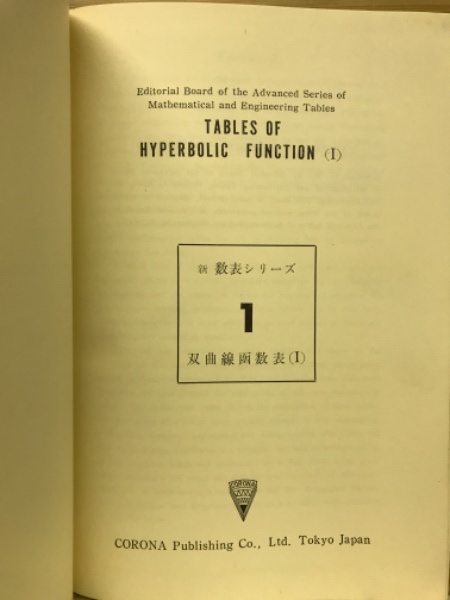 Editorial Board of the Advanced Series of
Mathematical and Engineering Tables
TABLES OF
HYPERBOLIC FUNCTION (I)
新 数表シリーズ
1
双曲線函数表(I)
CORONA
CORONA Publishing Co., Ltd. Tokyo Japan